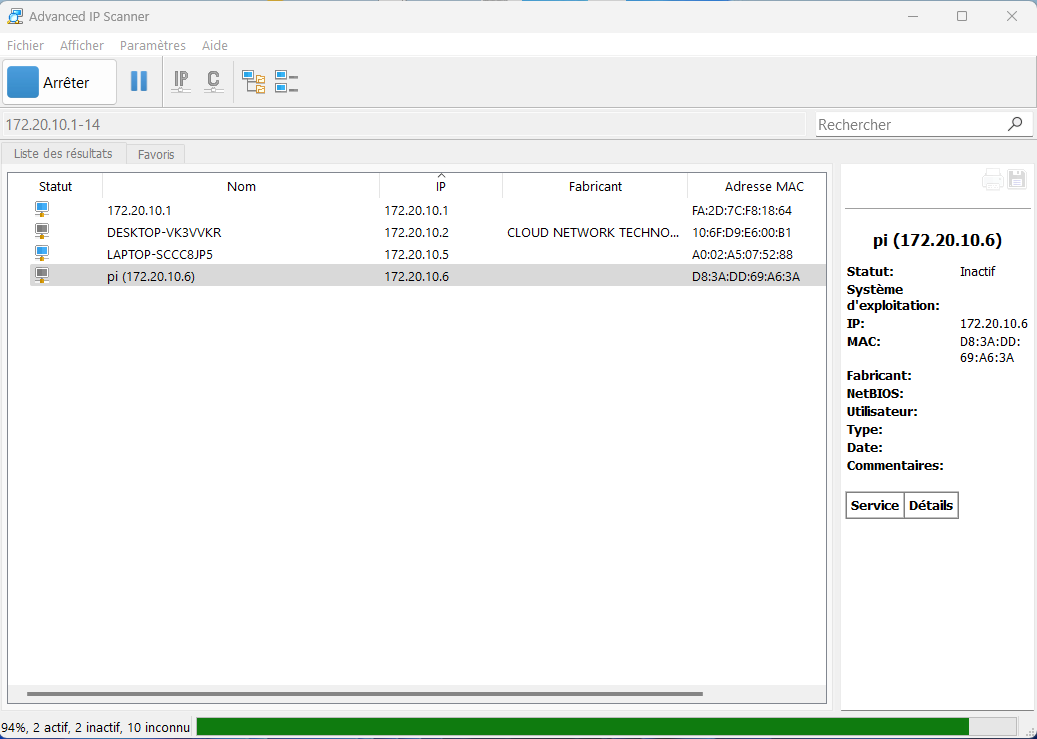 Advanced IP Scanner
Fichier Afficher Paramètres Aide
Arrêter IP C
172.20.10.1-14 Rechercher
Liste des résultats Favoris
Statut Nom IP Fabricant Adresse MAC
172.20.10.1 172.20.10.1 FA:2D:7C:F8:18:64
DESKTOP-VK3VVKR 172.20.10.2 CLOUD NETWORK TECHNO... 10:6F:D9:E6:00:B1
LAPTOP-SCCC8JP5 172.20.10.5 A0:02:A5:07:52:88
pi (172.20.10.6) 172.20.10.6 D8:3A:DD:69:A6:3A
pi (172.20.10.6)
Statut: Inactif
Système
d'exploitation:
IP: 172.20.10.6
MAC: D8:3A:DD:
69:A6:3A
Fabricant:
NetBIOS:
Utilisateur:
Type:
Date:
Commentaires:
Service Détails
94%, 2 actif, 2 inactif, 10 inconnu